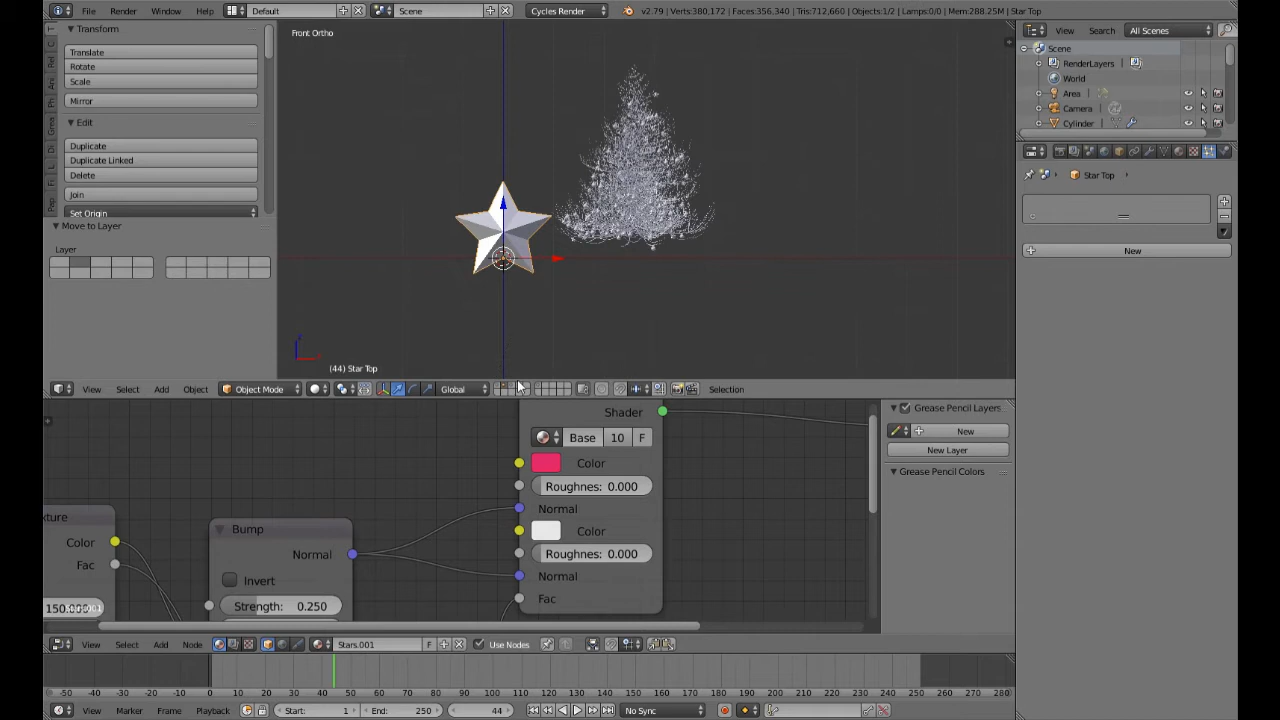 File Render Window Help Default Scene Cycles Render v2.79 | Verts:380,172 | Faces:356,340 | Tris:712,660 | Objects:1/2 | Lamps:0/0 | Mem:288.25M | Star Top
Transform
Translate
Rotate
Scale
Mirror
Edit
Duplicate
Duplicate Linked
Delete
Join
Set Origin
Move to Layer
Layer
Front Ortho
(44) Star Top
View Select Add Object Object Mode Global Selection
View Search All Scenes
Scene
RenderLayers
World
Area
Camera
Cylinder
Star Top
New
Color
Fac
Bump
Normal
Invert
Strength: 0.250
Shader
Base 10 F
Color
Roughnes: 0.000
Normal
Color
Roughnes: 0.000
Normal
Fac
Grease Pencil Layers
New
New Layer
Grease Pencil Colors
View Select Add Node Stars.001 F Use Nodes
-50 -40 -30 -20 -10 0 10 20 30 40 50 60 70 80 90 100 110 120 130 140 150 160 170 180 190 200 210 220 230 240 250 260 270 280
View Marker Frame Playback Start: 1 End: 250 44 No Sync